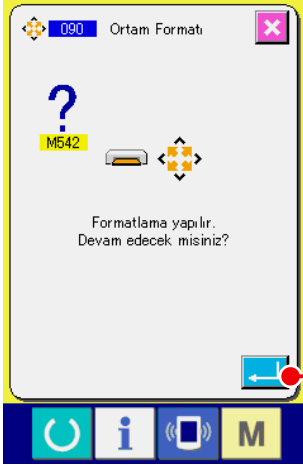 090 Ortam Formatı
M542
Formatlama yapılır.
Devam edecek misiniz?
i
M